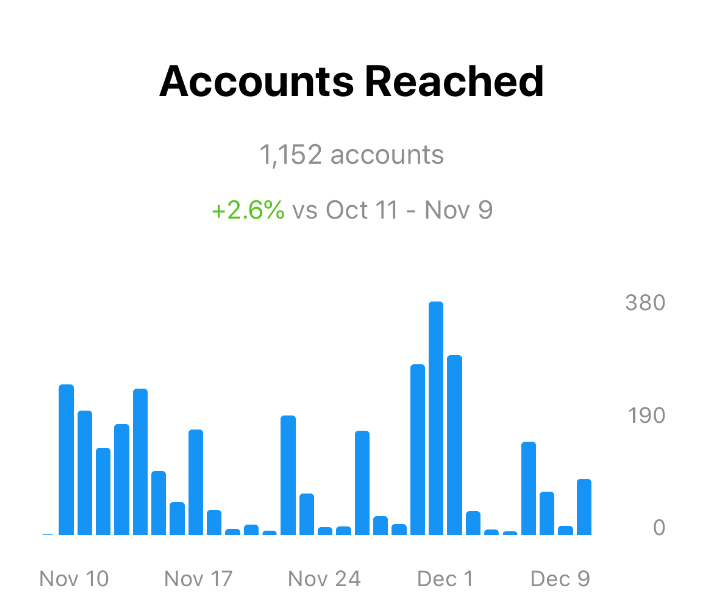 Accounts Reached
1,152 accounts
+2.6% vs Oct 11 - Nov 9
380
190
0
Nov 10 Nov 17 Nov 24 Dec 1 Dec 9